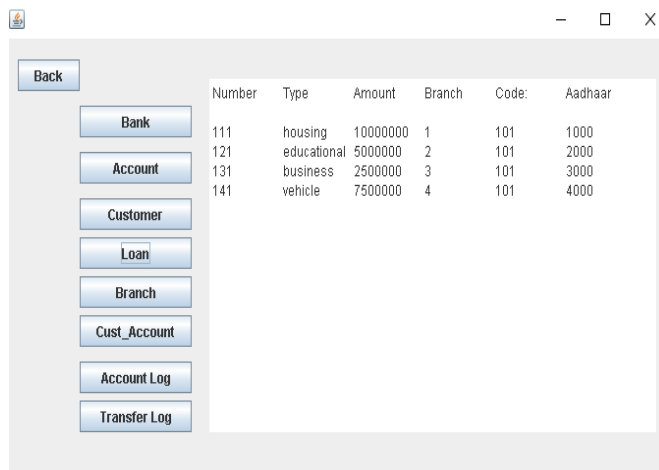 Back
Bank
Account
Customer
Loan
Branch
Cust_Account
Account Log
Transfer Log
Number Type Amount Branch Code: Aadhaar
111 housing 10000000 1 101 1000
121 educational 5000000 2 101 2000
131 business 2500000 3 101 3000
141 vehicle 7500000 4 101 4000